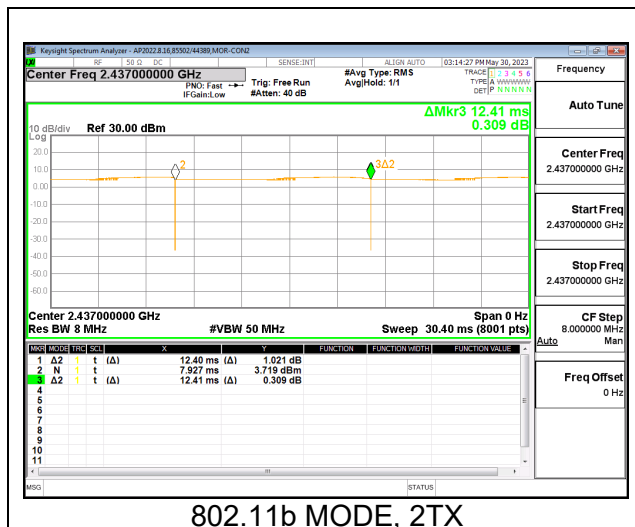 Keysight Spectrum Analyzer - AP2022.8.16,85502/44389,MOR-CON2
RF 50 Ω DC SENSE:INT ALIGN AUTO 03:14:27 PM May 30, 2023
Center Freq 2.437000000 GHz #Avg Type: RMS TRACE 1 2 3 4 5 6
PNO: Fast Trig: Free Run Avg|Hold: 1/1 TYPE A WWWWW
IFGain:Low #Atten: 40 dB DET P N N N N N
ΔMkr3 12.41 ms
0.309 dB
10 dB/div Ref 30.00 dBm
Log
20.0
10.0
0.00
-10.0
-20.0
-30.0
-40.0
-50.0
-60.0
2
3Δ2
Center 2.437000000 GHz Span 0 Hz
Res BW 8 MHz #VBW 50 MHz Sweep 30.40 ms (8001 pts)
MKR MODE TRC SCL X Y FUNCTION FUNCTION WIDTH FUNCTION VALUE
1 Δ2 1 t (Δ) 12.40 ms (Δ) 1.021 dB
2 N 1 t 7.927 ms 3.719 dBm
3 Δ2 1 t (Δ) 12.41 ms (Δ) 0.309 dB
4
5
6
7
8
9
10
11
MSG STATUS
Frequency
Auto Tune
Center Freq
2.437000000 GHz
Start Freq
2.437000000 GHz
Stop Freq
2.437000000 GHz
CF Step
8.000000 MHz
Auto Man
Freq Offset
0 Hz
802.11b MODE, 2TX